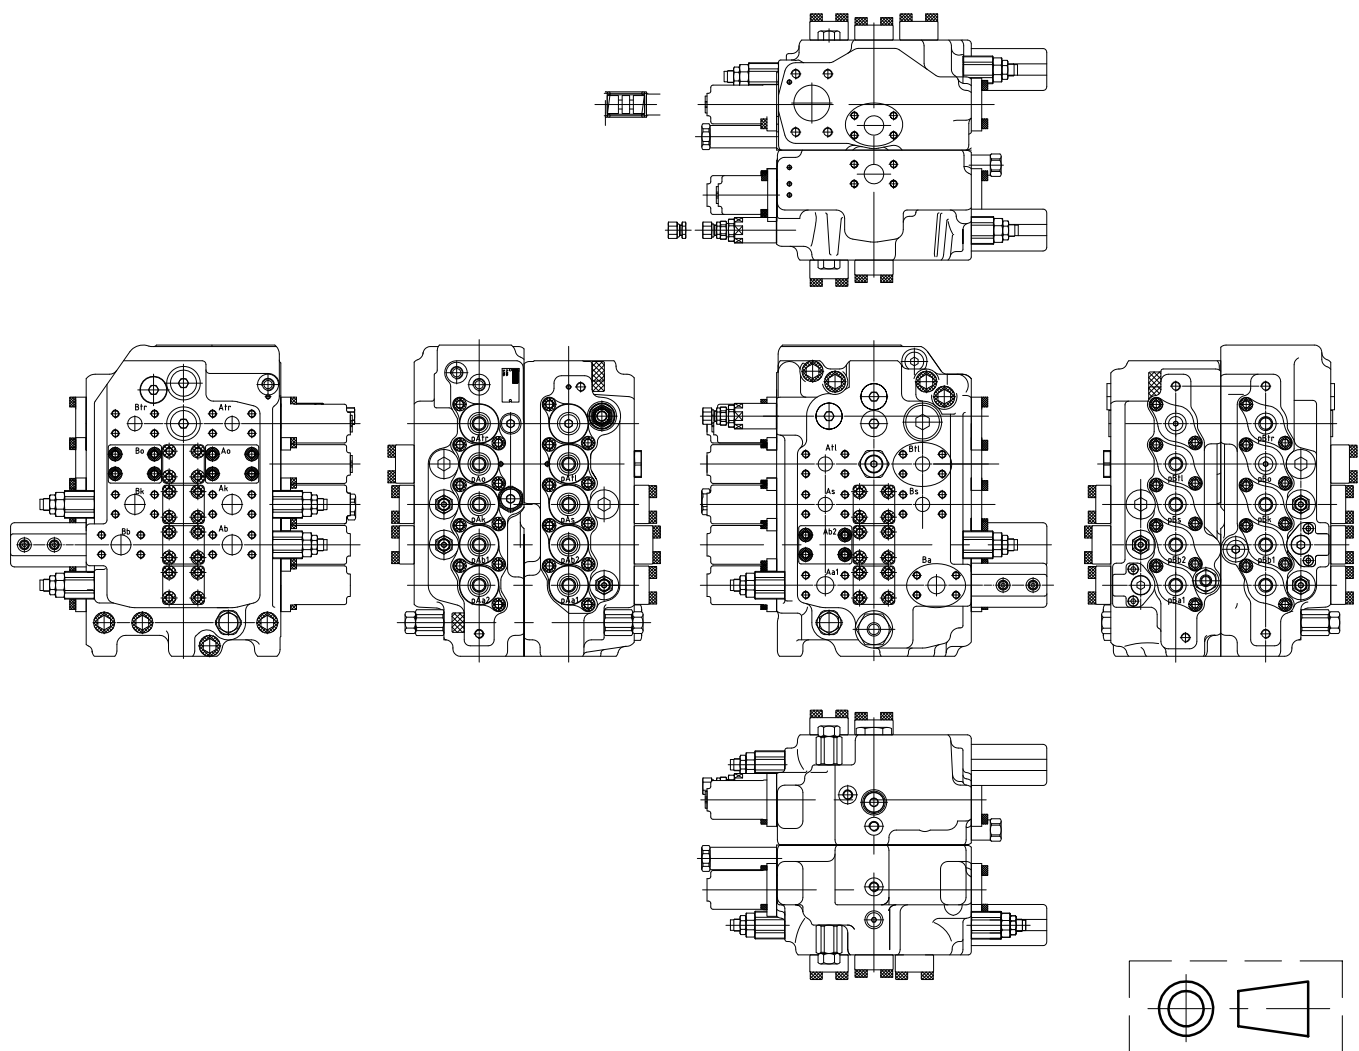 Btr Atr
Bo Ao
Bk Ak
Bb Ab
pAtr
pAo pAtl
pAk pAs
pAb1 pAb2
pAa2 pAa1
Atl Btl
As Bs
Ab2
Aa1 Ba
pBtr
pBtl pBo
pBs pBk
pBb2 pBb1
pBa1